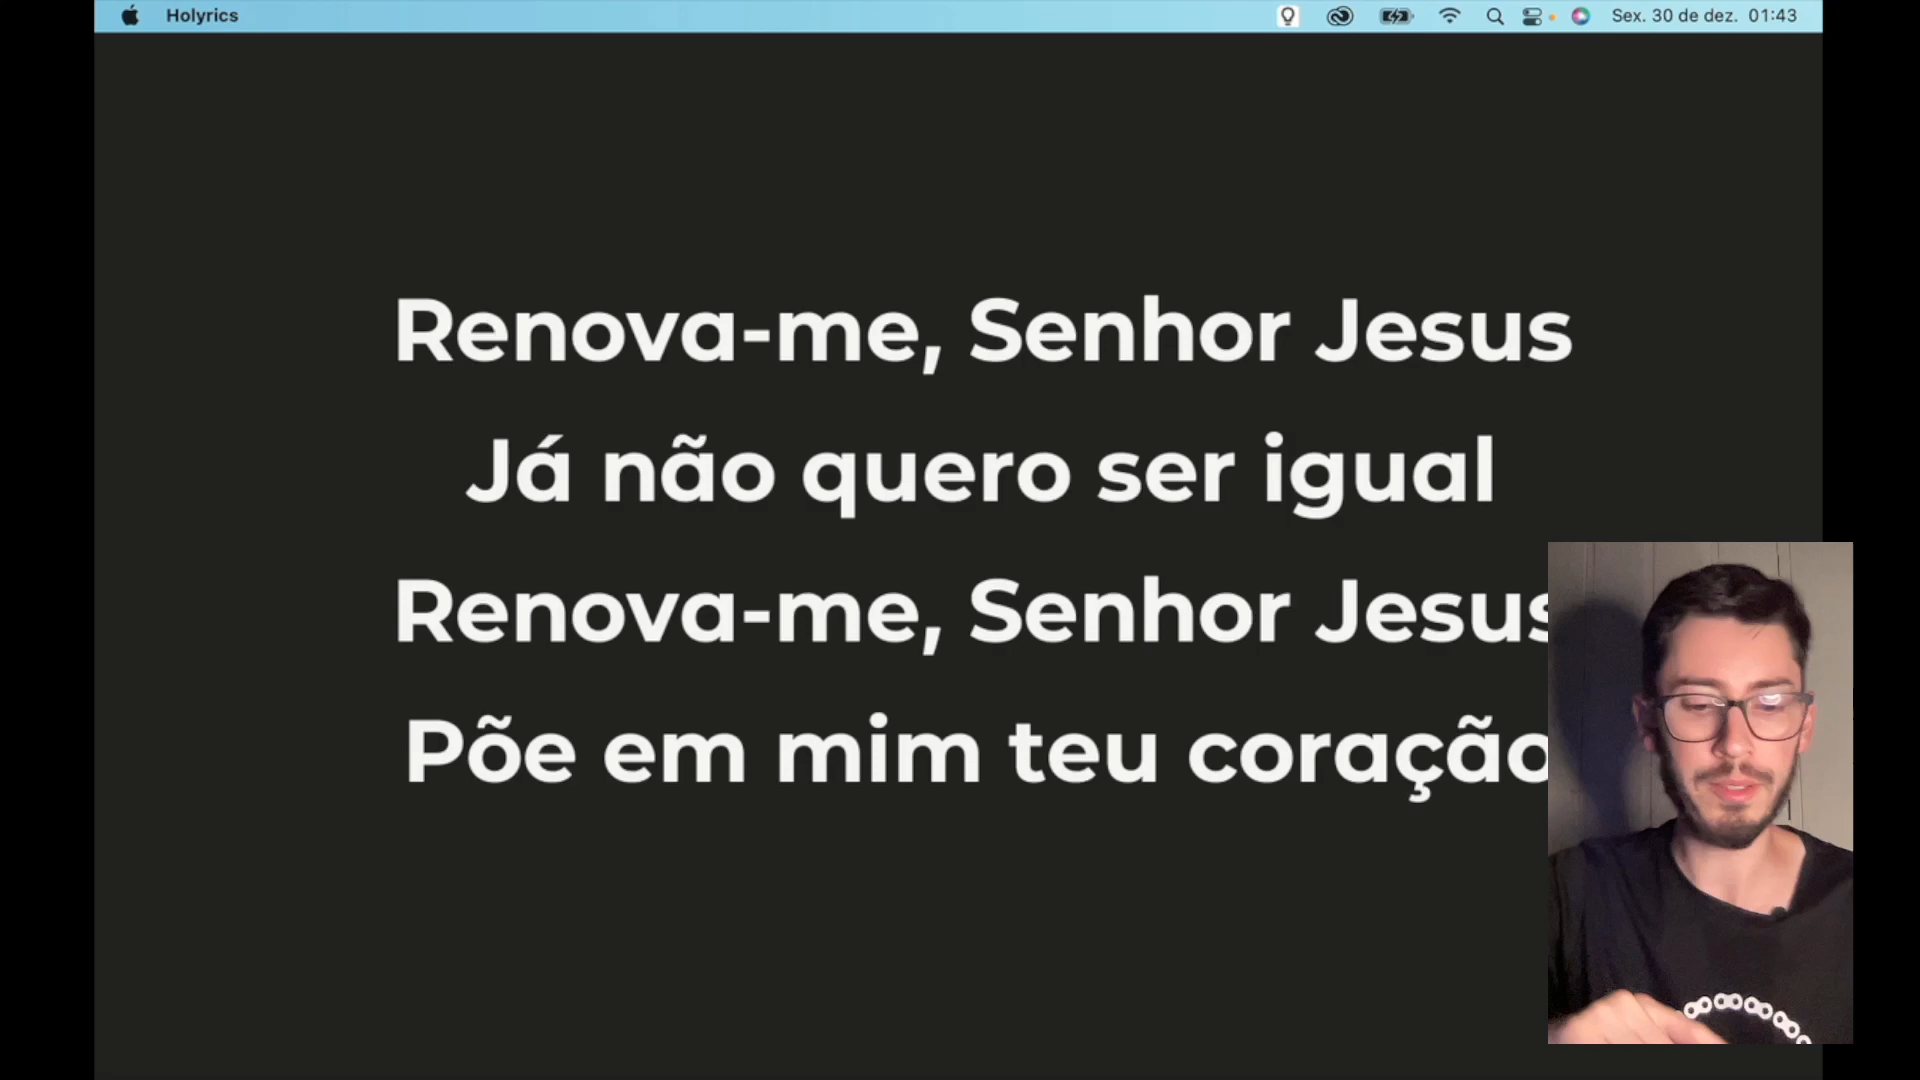 Holyrics
Sex. 30 de dez. 01:43
Renova-me, Senhor Jesus
Já não quero ser igual
Renova-me, Senhor Jesus
Põe em mim teu coração